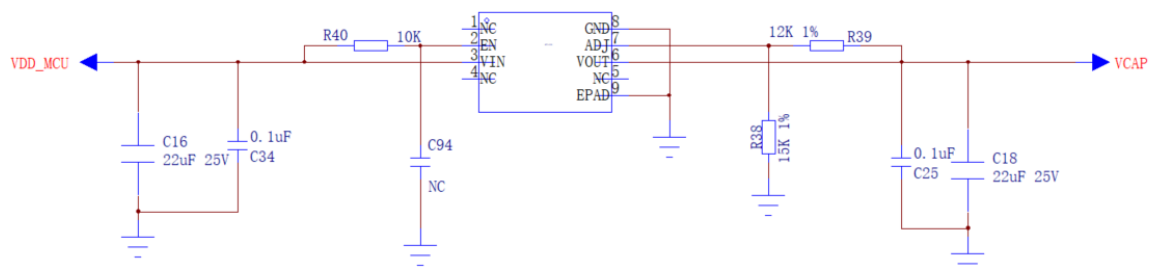 1
NC
GND
8
12K 1%
R39
R40
10K
2
EN
ADJ
7
VDD_MCU
3
VIN
VOUT
6
VCAP
4
NC
NC
5
EPAD
9
C16
22uF 25V
0.1uF
C34
C94
NC
R38
15K 1%
0.1uF
C25
C18
22uF 25V